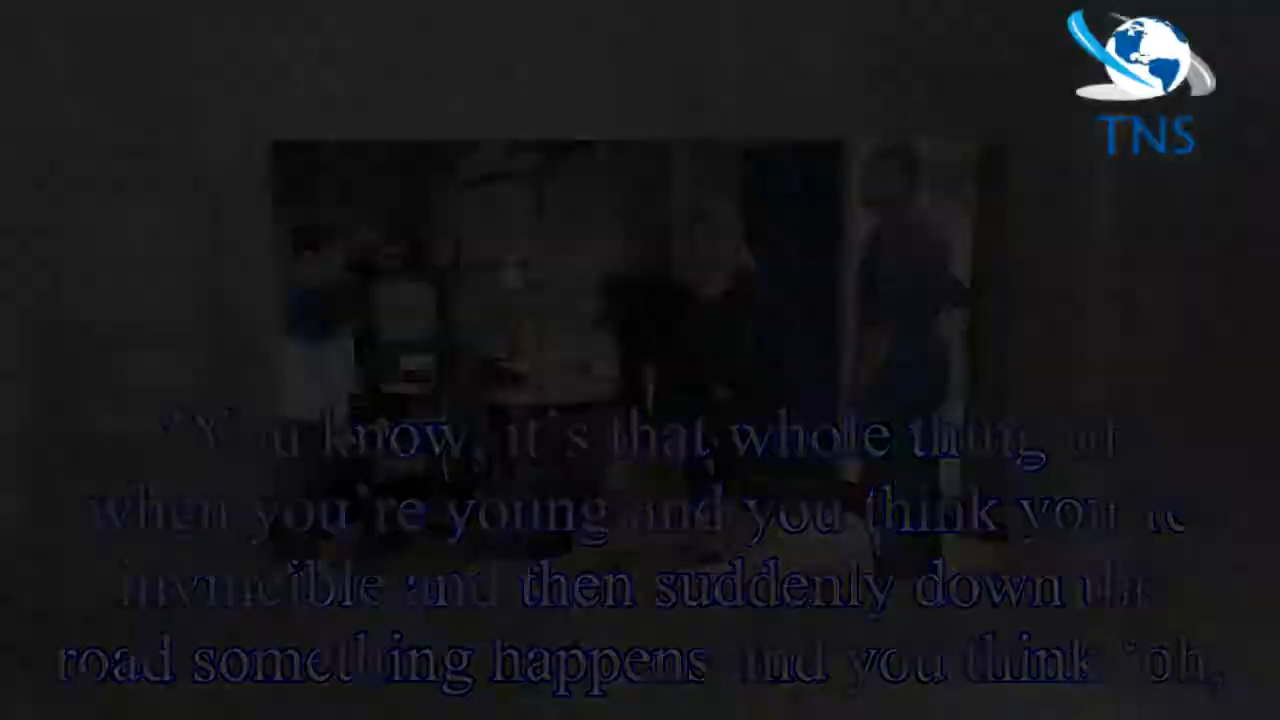 TNS
"You know, it's that whole thing of
when you're young and you think you're
invincible and then suddenly down the
road something happens and you think 'oh,